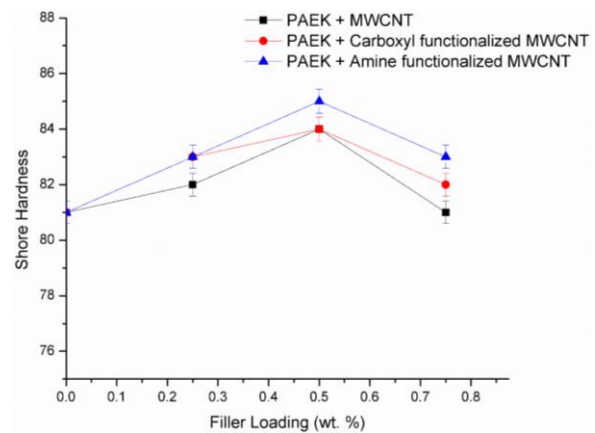 88
86
84
82
80
78
76
Shore Hardness
PAEK + MWCNT
PAEK + Carboxyl functionalized MWCNT
PAEK + Amine functionalized MWCNT
0.0 0.1 0.2 0.3 0.4 0.5 0.6 0.7 0.8
Filler Loading (wt. %)